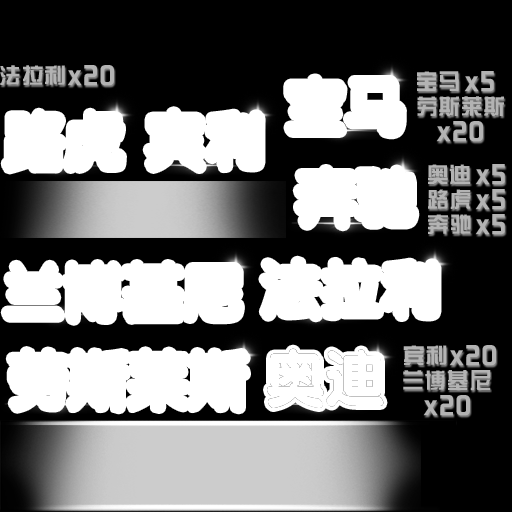 法拉利x20
宝马
宝马x5
劳斯莱斯
x20
路虎 宾利
奔驰
奥迪x5
路虎x5
奔驰x5
兰博基尼 法拉利
劳斯莱斯 奥迪
宾利x20
兰博基尼
x20